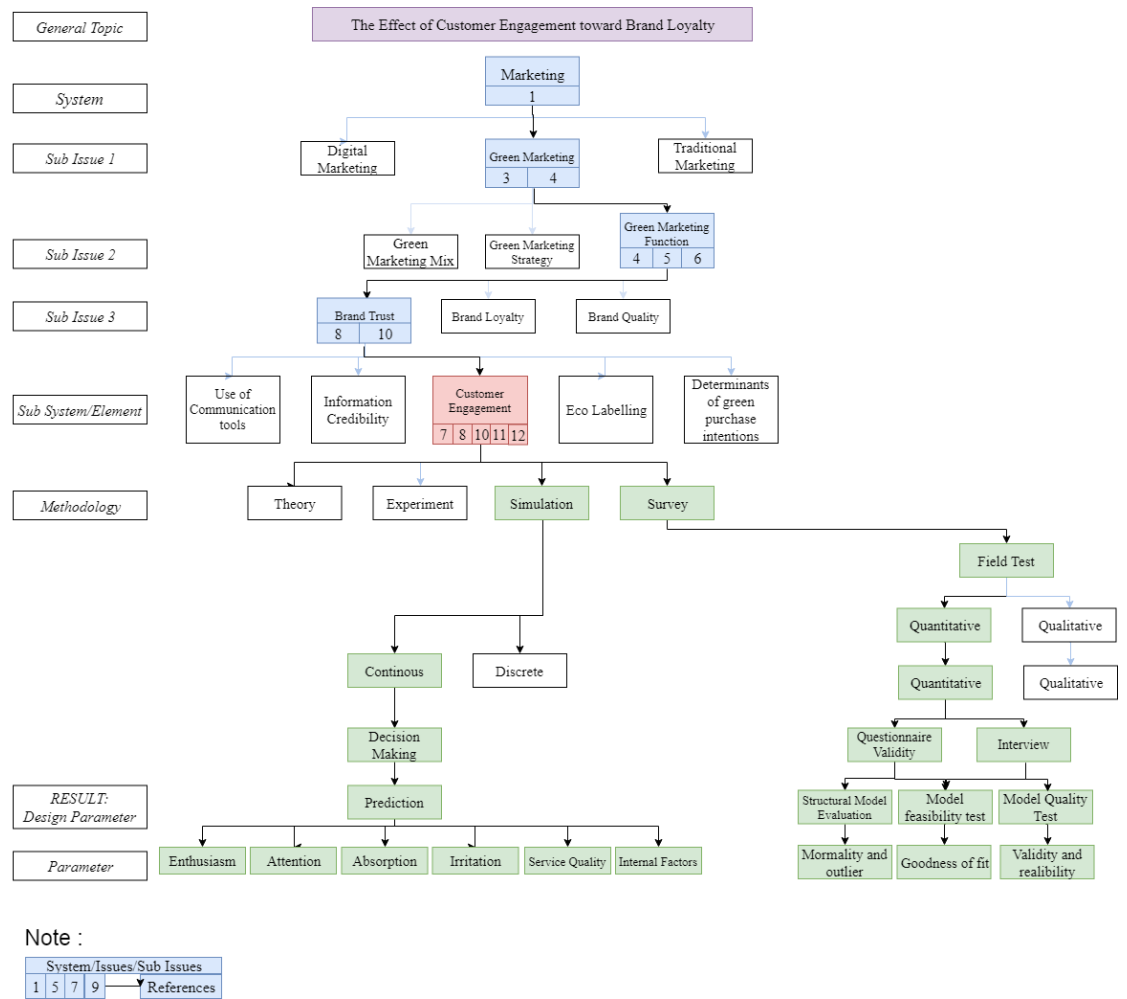 General Topic
The Effect of Customer Engagement toward Brand Loyalty
System
Marketing
1
Sub Issue 1
Digital
Marketing
Green Marketing
3 4
Traditional
Marketing
Sub Issue 2
Green
Marketing Mix
Green Marketing
Strategy
Green Marketing
Function
4 5 6
Sub Issue 3
Brand Trust
8 10
Brand Loyalty
Brand Quality
Sub System/Element
Use of
Communication
tools
Information
Credibility
Customer
Engagement
7 8 10 11 12
Eco Labelling
Determinants
of green
purchase
intentions
Methodology
Theory
Experiment
Simulation
Survey
Field Test
Quantitative
Qualitative
Continous
Discrete
Quantitative
Qualitative
Decision
Making
Questionnaire
Validity
Interview
RESULT:
Design Parameter
Prediction
Structural Model
Evaluation
Model
feasibility test
Model Quality
Test
Parameter
Enthusiasm
Attention
Absorption
Irritation
Service Quality
Internal Factors
Mormality and
outlier
Goodness of fit
Validity and
realibility
Note :
System/Issues/Sub Issues
1 5 7 9 References